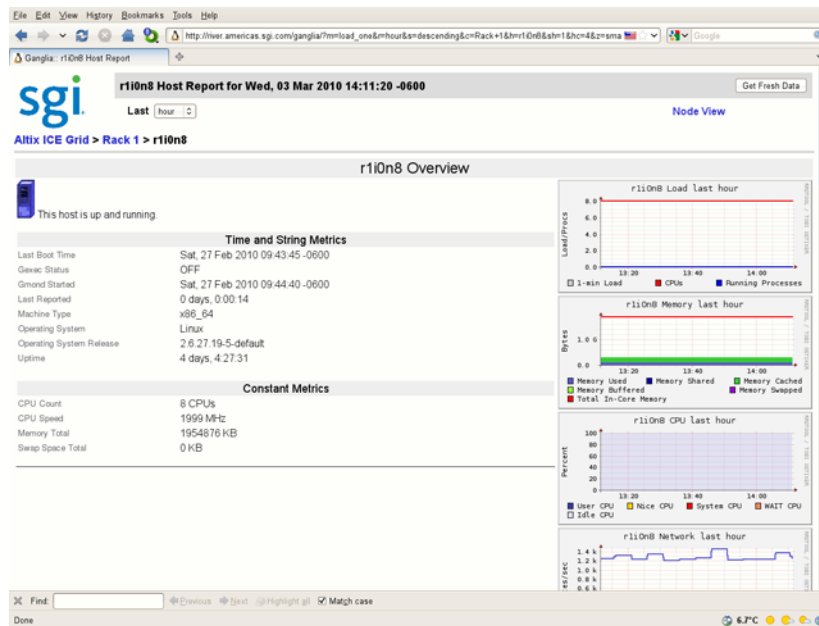 File Edit View History Bookmarks Tools Help
http://river.americas.sgi.com/ganglia/?m=load_one&r=hour&s=descending&c=Rack+1&h=r1i0n8&sh=1&hc=4&z=sma
Google
Ganglia:: r1i0n8 Host Report
sgi
r1i0n8 Host Report for Wed, 03 Mar 2010 14:11:20 -0600
Get Fresh Data
Last hour
Node View
Altix ICE Grid > Rack 1 > r1i0n8
r1i0n8 Overview
This host is up and running.
Time and String Metrics
Last Boot Time Sat, 27 Feb 2010 09:43:45 -0600
Gexec Status OFF
Gmond Started Sat, 27 Feb 2010 09:44:40 -0600
Last Reported 0 days, 0:00:14
Machine Type x86_64
Operating System Linux
Operating System Release 2.6.27.19-5-default
Uptime 4 days, 4:27:31
Constant Metrics
CPU Count 8 CPUs
CPU Speed 1999 MHz
Memory Total 1954876 KB
Swap Space Total 0 KB
r1i0n8 Load last hour
Load/Procs
8.0
6.0
4.0
2.0
0.0
13:20 13:40 14:00
1-min Load CPUs Running Processes
r1i0n8 Memory last hour
Bytes
1.0 G
0.0
13:20 13:40 14:00
Memory Used Memory Shared Memory Cached
Memory Buffered Memory Swapped
Total In-Core Memory
r1i0n8 CPU last hour
Percent
100
80
60
40
20
0
13:20 13:40 14:00
User CPU Nice CPU System CPU WAIT CPU
Idle CPU
r1i0n8 Network last hour
1.4 k
1.2 k
1.0 k
0.8 k
0.6 k
Find: Previous Next Highlight all Match case
Done 6.7°C